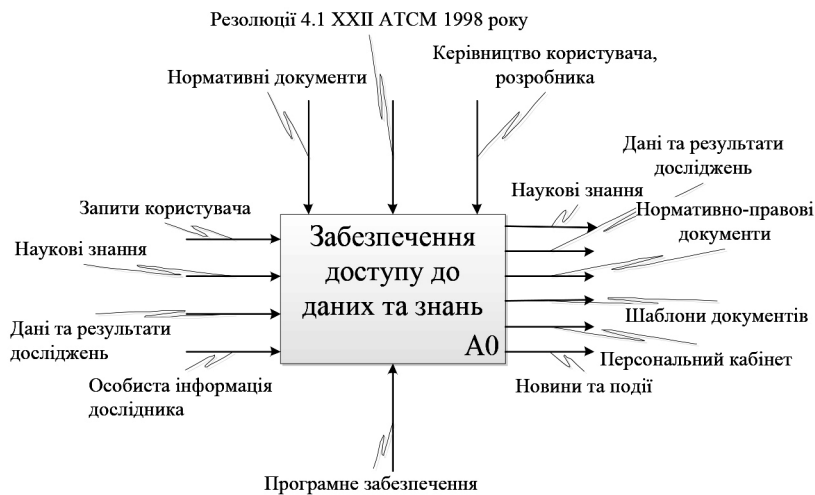 Резолюції 4.1 XXII АТСМ 1998 року
Керівництво користувача,
розробника
Нормативні документи
Дані та результати
досліджень
Наукові знання
Нормативно-правові
документи
Запити користувача
Наукові знання
Дані та результати
досліджень
Особиста інформація
дослідника
Забезпечення
доступу до
даних та знань
А0
Шаблони документів
Персональний кабінет
Новини та події
Програмне забезпечення